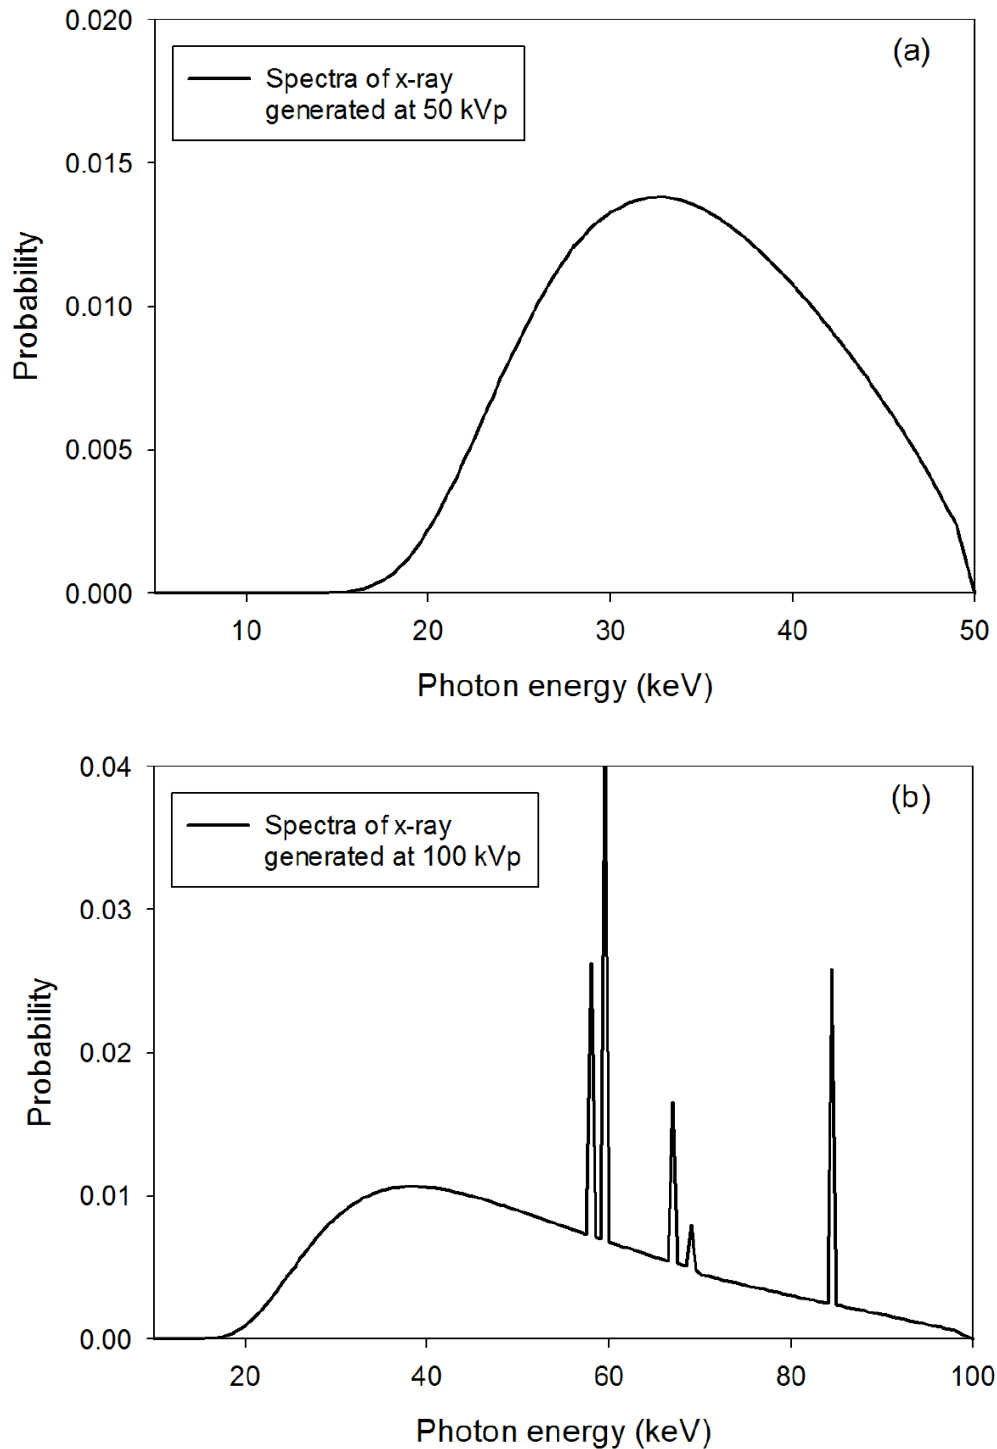 0.020
(a)
Spectra of x-ray
generated at 50 kVp
0.015
0.010
0.005
0.000
Probability
10 20 30 40 50
Photon energy (keV)
0.04
(b)
Spectra of x-ray
generated at 100 kVp
0.03
0.02
0.01
0.00
Probability
20 40 60 80 100
Photon energy (keV)